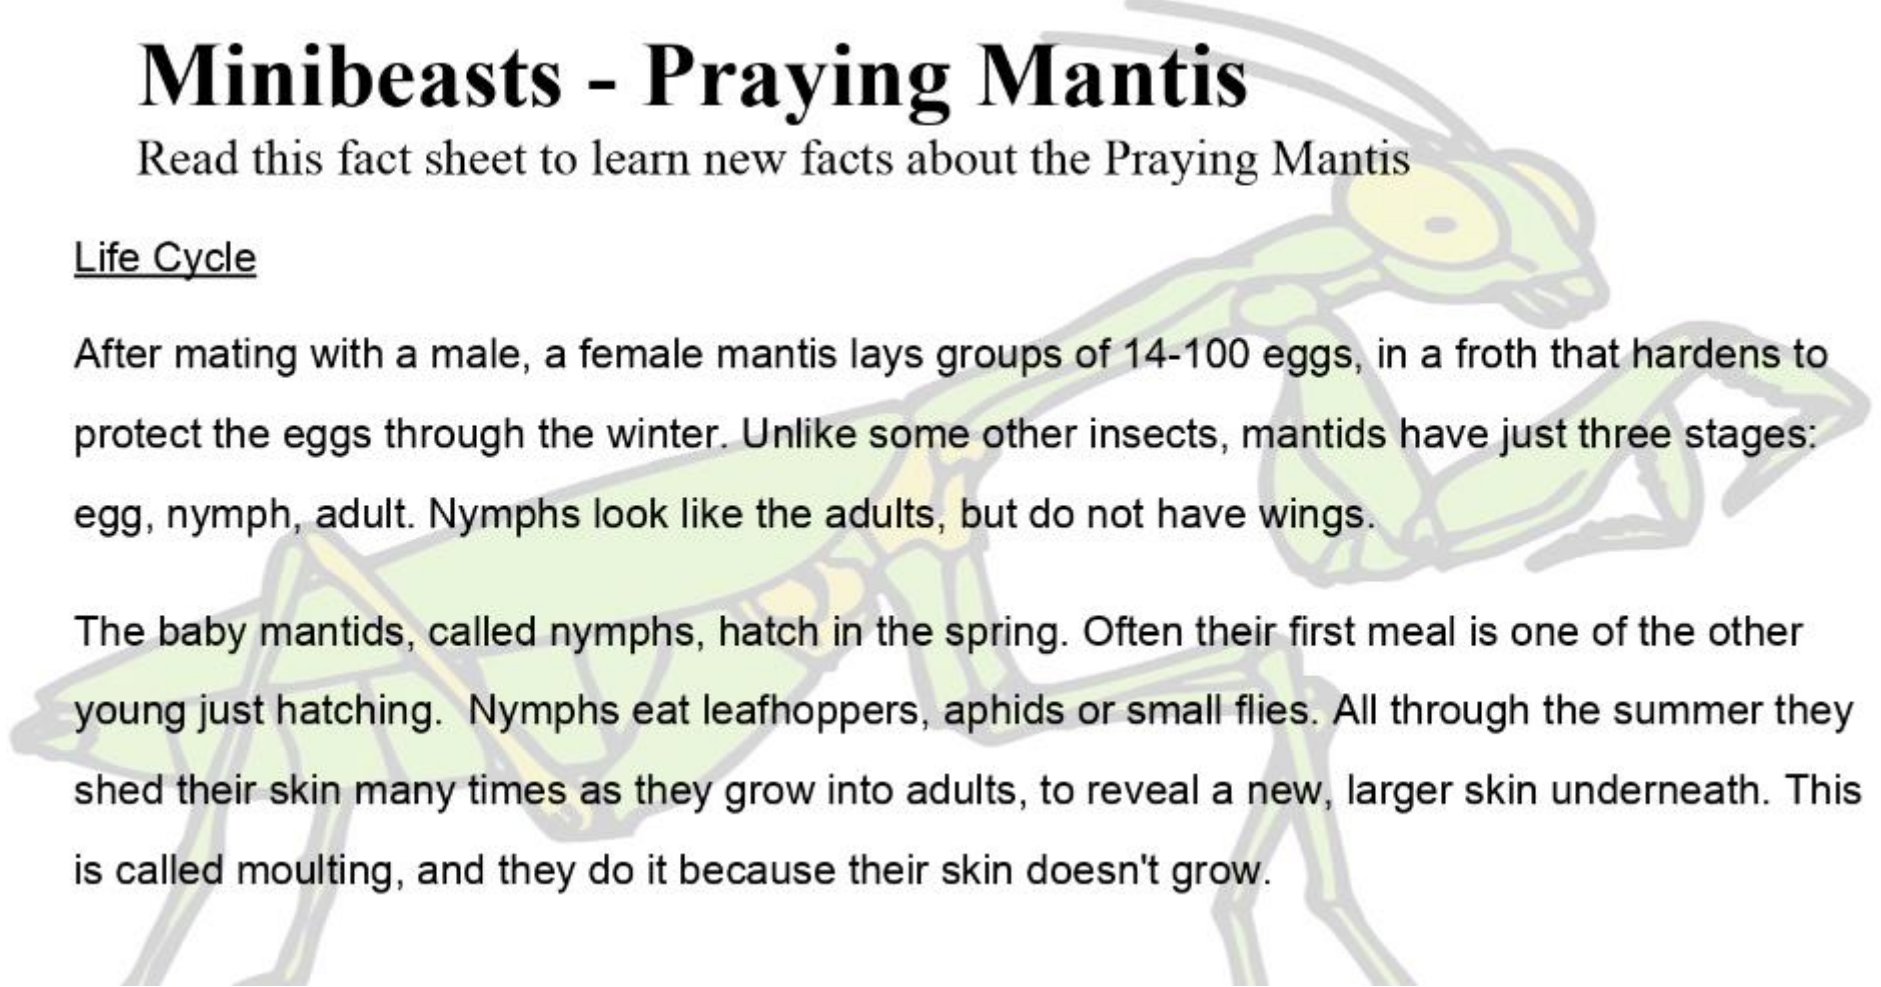 Minibeasts - Praying Mantis
Read this fact sheet to learn new facts about the Praying Mantis
Life Cycle
After mating with a male, a female mantis lays groups of 14-100 eggs, in a froth that hardens to
protect the eggs through the winter. Unlike some other insects, mantids have just three stages:
egg, nymph, adult. Nymphs look like the adults, but do not have wings.
The baby mantids, called nymphs, hatch in the spring. Often their first meal is one of the other
young just hatching.  Nymphs eat leafhoppers, aphids or small flies. All through the summer they
shed their skin many times as they grow into adults, to reveal a new, larger skin underneath. This
is called moulting, and they do it because their skin doesn't grow.